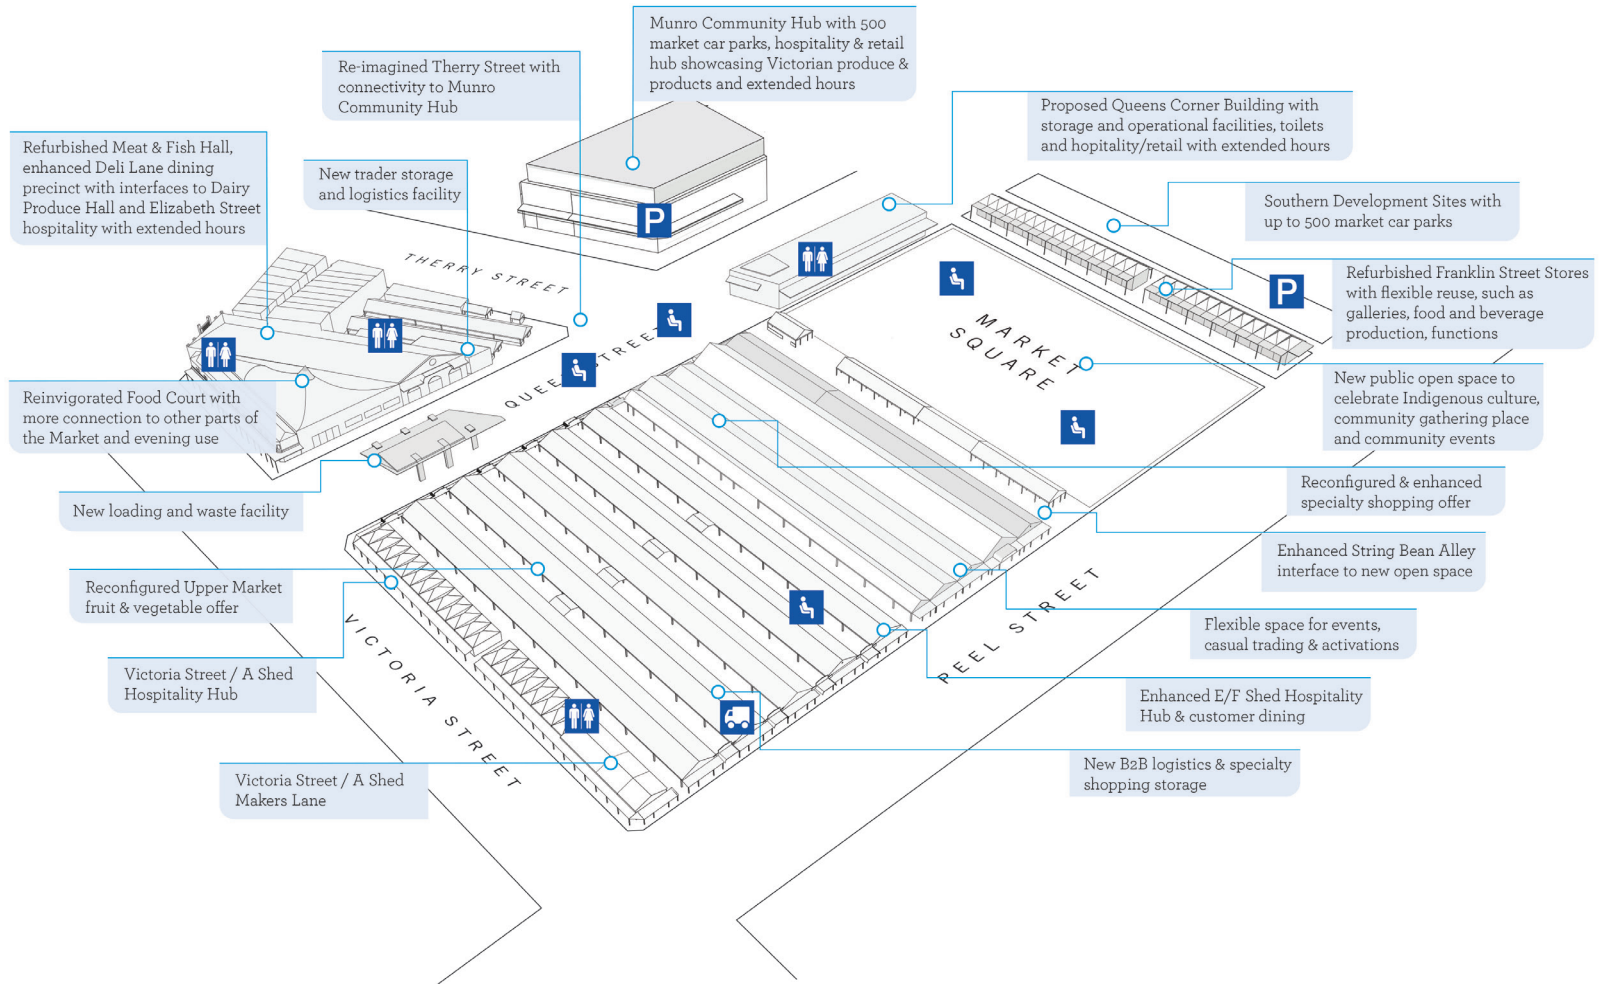 Munro Community Hub with 500
market car parks, hospitality & retail
hub showcasing Victorian produce &
products and extended hours
Re-imagined Therry Street with
connectivity to Munro
Community Hub
Proposed Queens Corner Building with
storage and operational facilities, toilets
and hopitality/retail with extended hours
Refurbished Meat & Fish Hall,
enhanced Deli Lane dining
precinct with interfaces to Dairy
Produce Hall and Elizabeth Street
hospitality with extended hours
New trader storage
and logistics facility
Southern Development Sites with
up to 500 market car parks
P
THERRY STREET
Refurbished Franklin Street Stores
with flexible reuse, such as
galleries, food and beverage
production, functions
P
MARKET
SQUARE
QUEEN STREET
Reinvigorated Food Court with
more connection to other parts of
the Market and evening use
New public open space to
celebrate Indigenous culture,
community gathering place
and community events
Reconfigured & enhanced
specialty shopping offer
New loading and waste facility
Enhanced String Bean Alley
interface to new open space
Reconfigured Upper Market
fruit & vegetable offer
PEEL STREET
Flexible space for events,
casual trading & activations
VICTORIA STREET
Victoria Street / A Shed
Hospitality Hub
Enhanced E/F Shed Hospitality
Hub & customer dining
New B2B logistics & specialty
shopping storage
Victoria Street / A Shed
Makers Lane